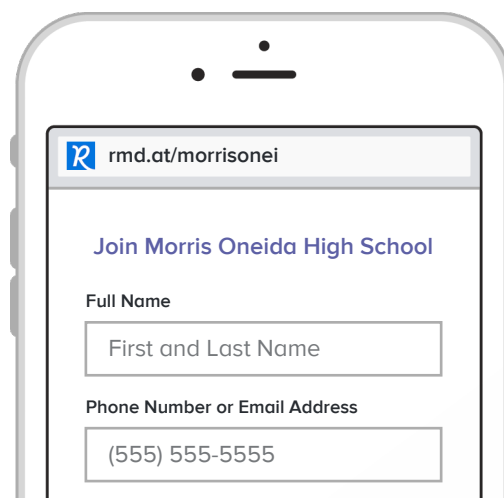 rmd.at/morrisonei
Join Morris Oneida High School
Full Name
First and Last Name
Phone Number or Email Address
(555) 555-5555